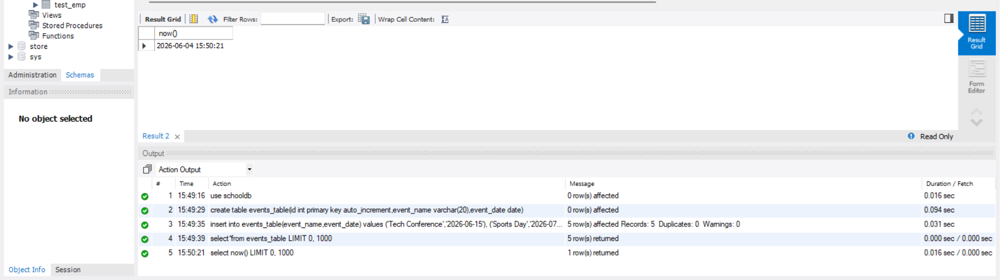 test_emp
Views
Stored Procedures
Functions
store
sys
Administration Schemas
Information
No object selected
Object Info Session
Result Grid Filter Rows: Export: Wrap Cell Content:
now()
2026-06-04 15:50:21
Result Grid
Form Editor
Result 2
Read Only
Output
Action Output
# Time Action Message Duration / Fetch
1 15:49:16 use schooldb 0 row(s) affected 0.016 sec
2 15:49:29 create table events_table(id int primary key auto_increment,event_name varchar(20),event_date date) 0 row(s) affected 0.094 sec
3 15:49:35 insert into events_table(event_name,event_date) values ('Tech Conference','2026-06-15'), ('Sports Day','2026-07... 5 row(s) affected Records: 5 Duplicates: 0 Warnings: 0 0.031 sec
4 15:49:39 select*from events_table LIMIT 0, 1000 5 row(s) returned 0.000 sec / 0.000 sec
5 15:50:21 select now() LIMIT 0, 1000 1 row(s) returned 0.016 sec / 0.000 sec